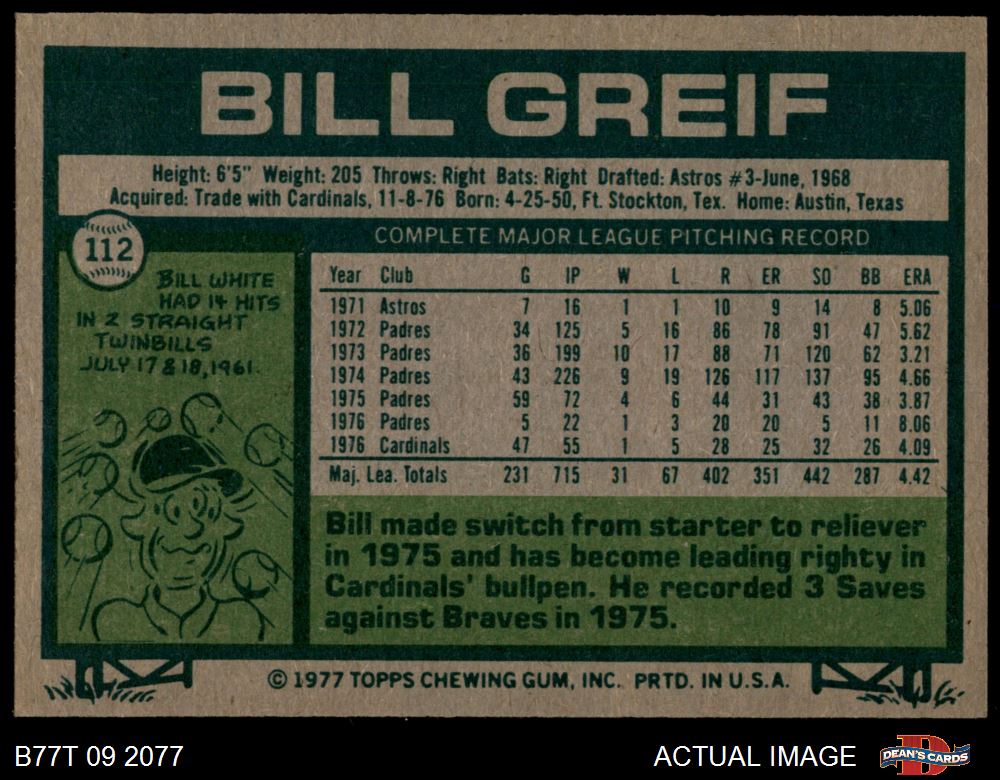 BILL GREIF
Height: 6'5" Weight: 205 Throws: Right Bats: Right Drafted: Astros #3-June, 1968
Acquired: Trade with Cardinals, 11-8-76 Born: 4-25-50, Ft. Stockton, Tex. Home: Austin, Texas
112
BILL WHITE
HAD 14 HITS
IN 2 STRAIGHT
TWINBILLS
JULY 17 & 18, 1961.
COMPLETE MAJOR LEAGUE PITCHING RECORD
Year Club G IP W L R ER SO BB ERA
1971 Astros 7 16 1 1 10 9 14 8 5.06
1972 Padres 34 125 5 16 86 78 91 47 5.62
1973 Padres 36 199 10 17 88 71 120 62 3.21
1974 Padres 43 226 9 19 126 117 137 95 4.66
1975 Padres 59 72 4 6 44 31 43 38 3.87
1976 Padres 5 22 1 3 20 20 5 11 8.06
1976 Cardinals 47 55 1 5 28 25 32 26 4.09
Maj. Lea. Totals 231 715 31 67 402 351 442 287 4.42
Bill made switch from starter to reliever
in 1975 and has become leading righty in
Cardinals' bullpen. He recorded 3 Saves
against Braves in 1975.
© 1977 TOPPS CHEWING GUM, INC. PRTD. IN U.S.A.
B77T 09 2077
ACTUAL IMAGE
D
DEAN'S CARDS